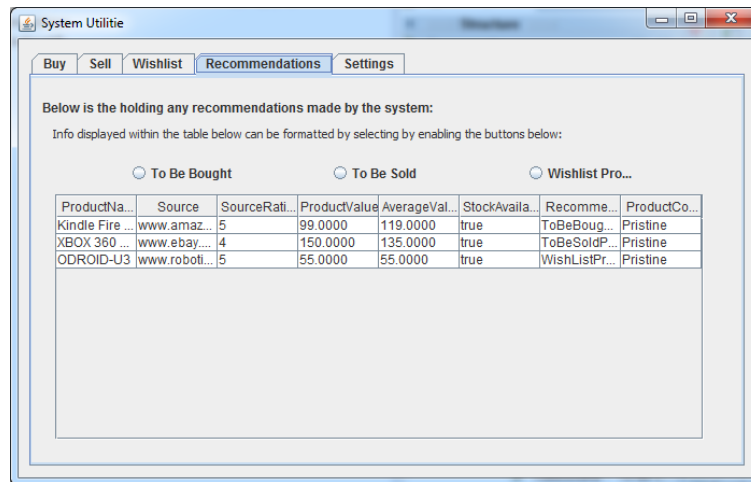 System Utilitie
Buy Sell Wishlist Recommendations Settings
Below is the holding any recommendations made by the system:
Info displayed within the table below can be formatted by selecting by enabling the buttons below:
To Be Bought To Be Sold Wishlist Pro...
ProductNa... Source SourceRati... ProductValue AverageVal... StockAvaila... Recomme... ProductCo...
Kindle Fire ... www.amaz... 5 99.0000 119.0000 true ToBeBoug... Pristine
XBOX 360 ... www.ebay.... 4 150.0000 135.0000 true ToBeSoldP... Pristine
ODROID-U3 www.roboti... 5 55.0000 55.0000 true WishListPr... Pristine